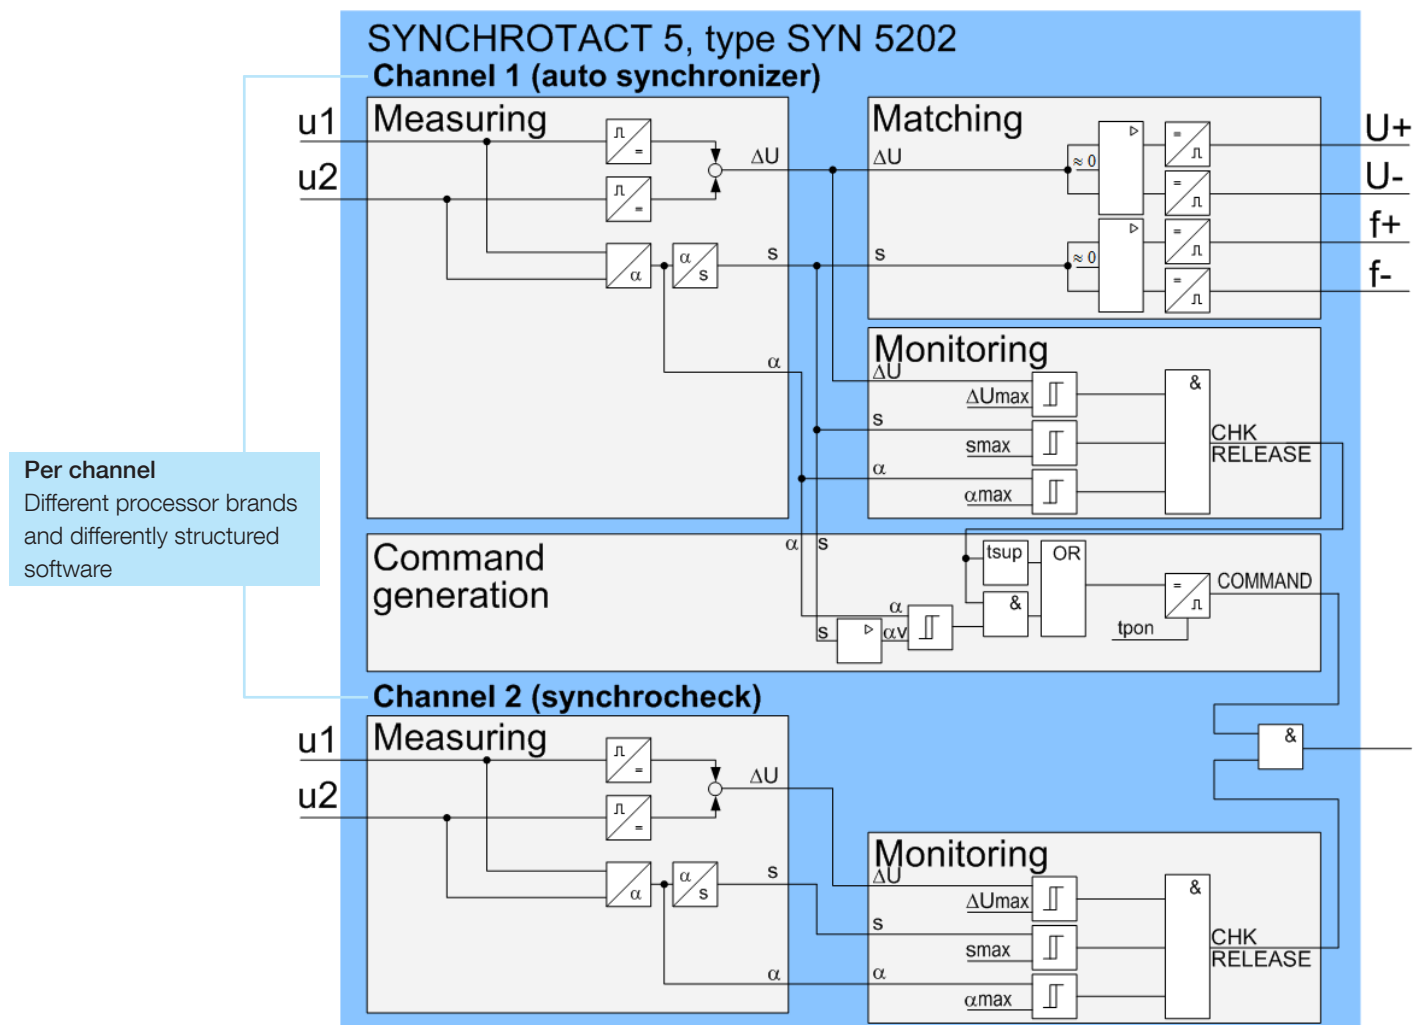 SYNCHROTACT 5, type SYN 5202
Channel 1 (auto synchronizer)
Measuring
u1
u2
⎍
=
⎍
=
ΔU
α
α
s
s
α
Matching
ΔU
≈ 0
s
≈ 0
=
⎍
=
⎍
=
⎍
=
⎍
U+
U-
f+
f-
Monitoring
ΔU
ΔUmax
s
smax
α
αmax
&
CHK
RELEASE
Per channel
Different processor brands
and differently structured
software
Command
generation
α
s
α
s
αv
tsup
&
OR
=
⎍
tpon
COMMAND
Channel 2 (synchrocheck)
Measuring
u1
u2
⎍
=
⎍
=
ΔU
α
α
s
s
α
&
Monitoring
ΔU
ΔUmax
s
smax
α
αmax
&
CHK
RELEASE